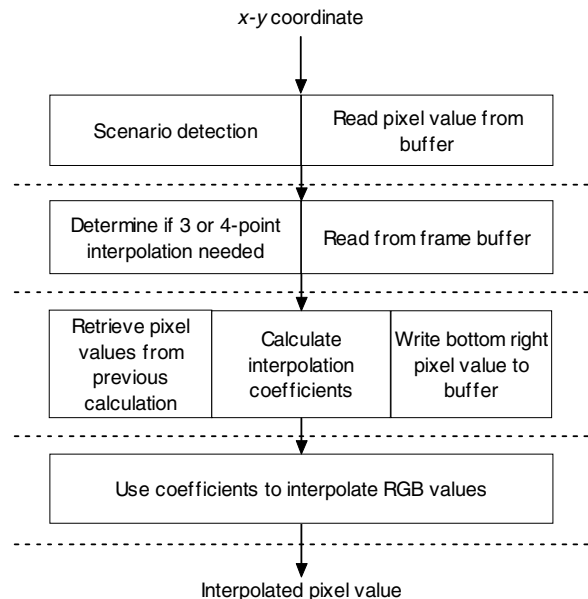 x-y coordinate
Scenario detection
Read pixel value from
buffer
Determine if 3 or 4-point
interpolation needed
Read from frame buffer
Retrieve pixel
values from
previous
calculation
Calculate
interpolation
coefficients
Write bottom right
pixel value to
buffer
Use coefficients to interpolate RGB values
Interpolated pixel value